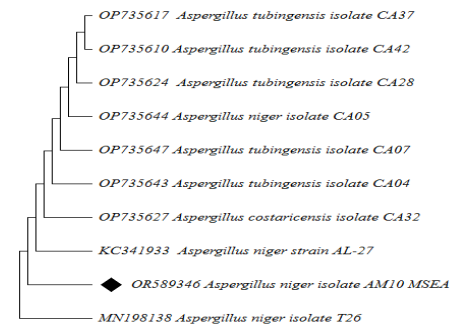 OP735617 Aspergillus tubingensis isolate CA37
OP735610 Aspergillus tubingensis isolate CA42
OP735624 Aspergillus tubingensis isolate CA28
OP735644 Aspergillus niger isolate CA05
OP735647 Aspergillus tubingensis isolate CA07
OP735643 Aspergillus tubingensis isolate CA04
OP735627 Aspergillus costaricensis isolate CA32
KC341933 Aspergillus niger strain AL-27
OR589346 Aspergillus niger isolate AM10 MSEA
MN198138 Aspergillus niger isolate T26